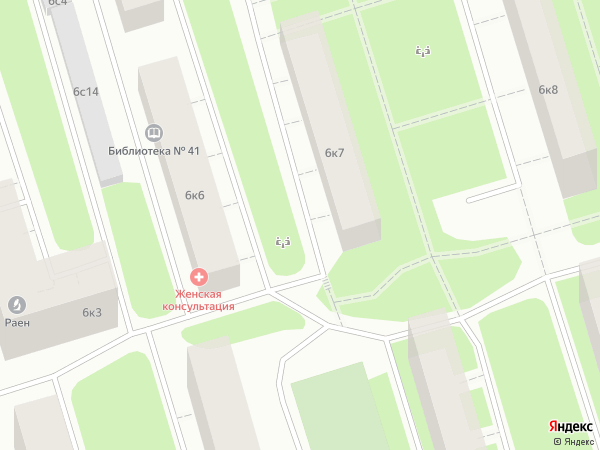 6с4
6с14
6к8
Библиотека № 41
6к7
6к6
Женская
консультация
6к3
Раен
Яндекс
© Яндекс